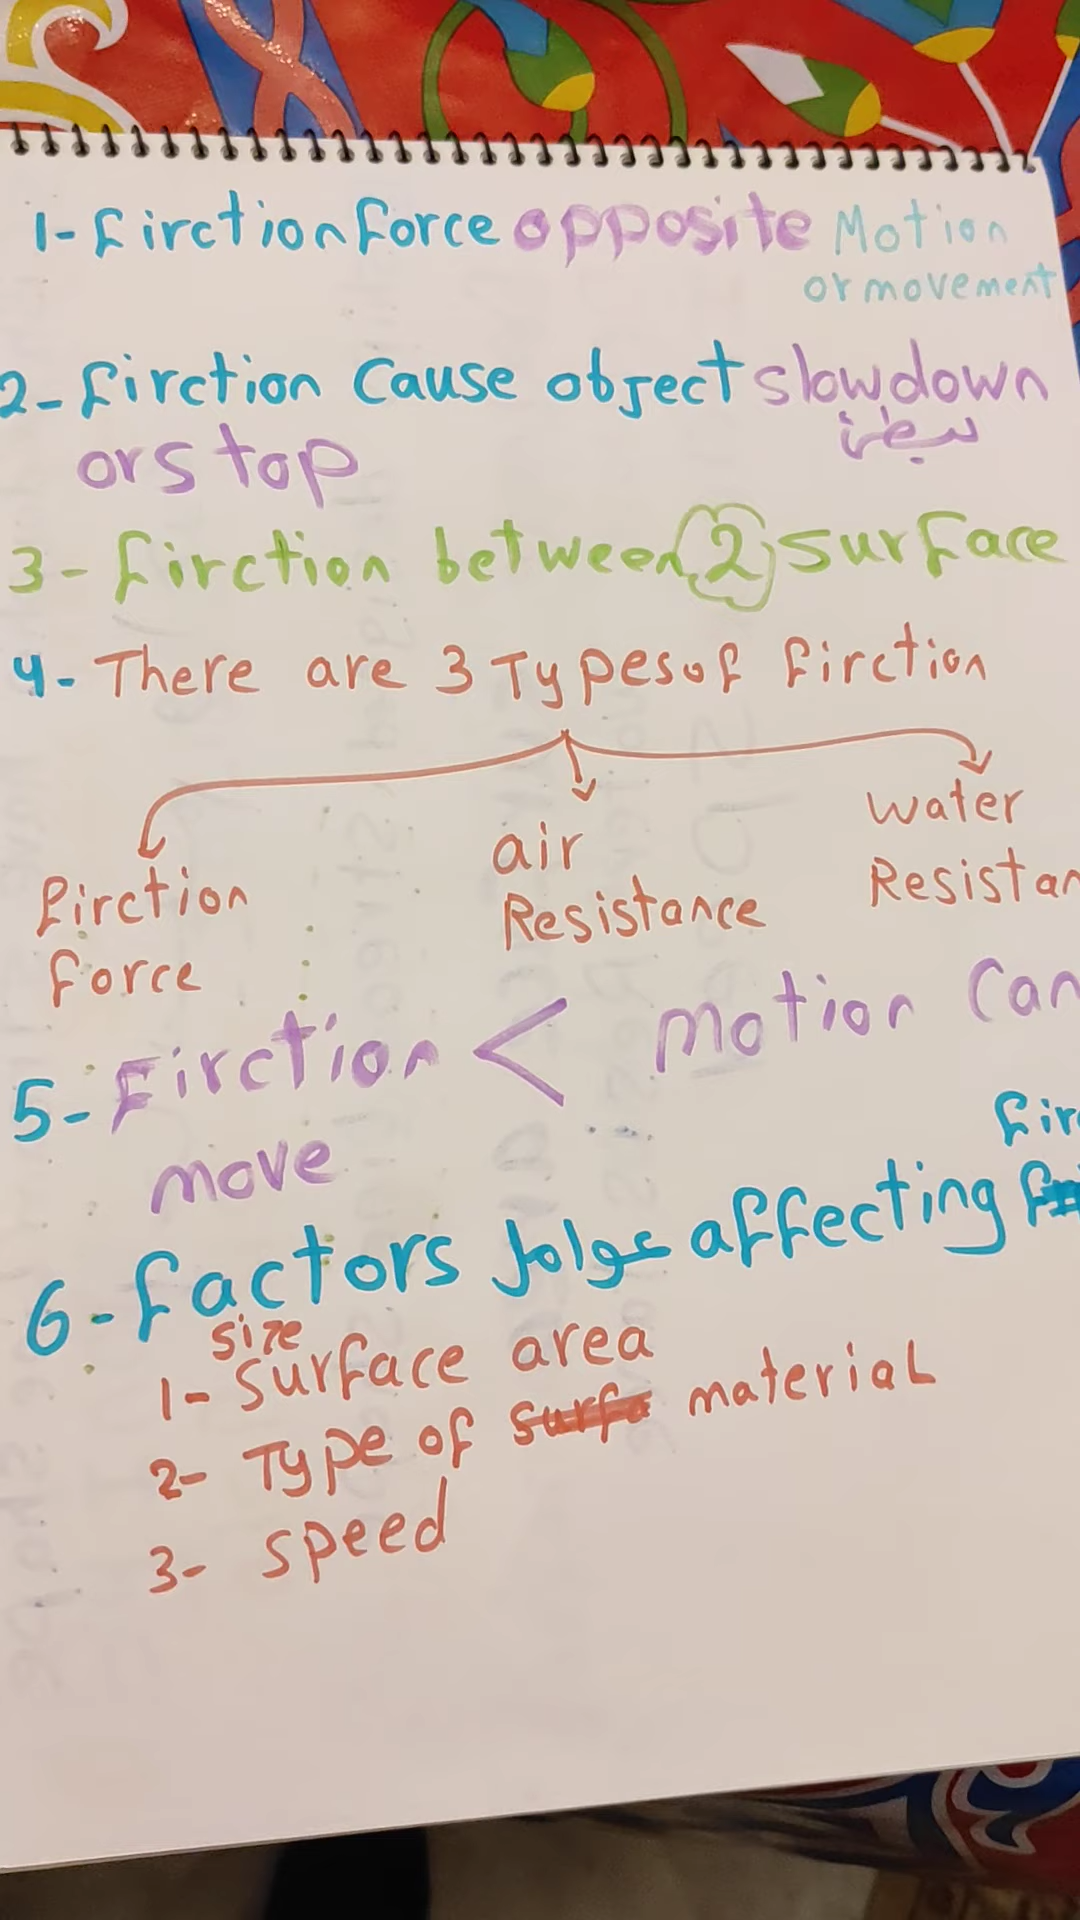 1- firction force opposite Motion
or movement
2- firction cause object slowdown
or stop
3- firction between 2 surface
4- There are 3 Types of firction
firction force
air Resistance
water Resistan
5- Firction < motion can
move
6- factors عوامل affecting
size
1- surface area
2- Type of material
3- speed